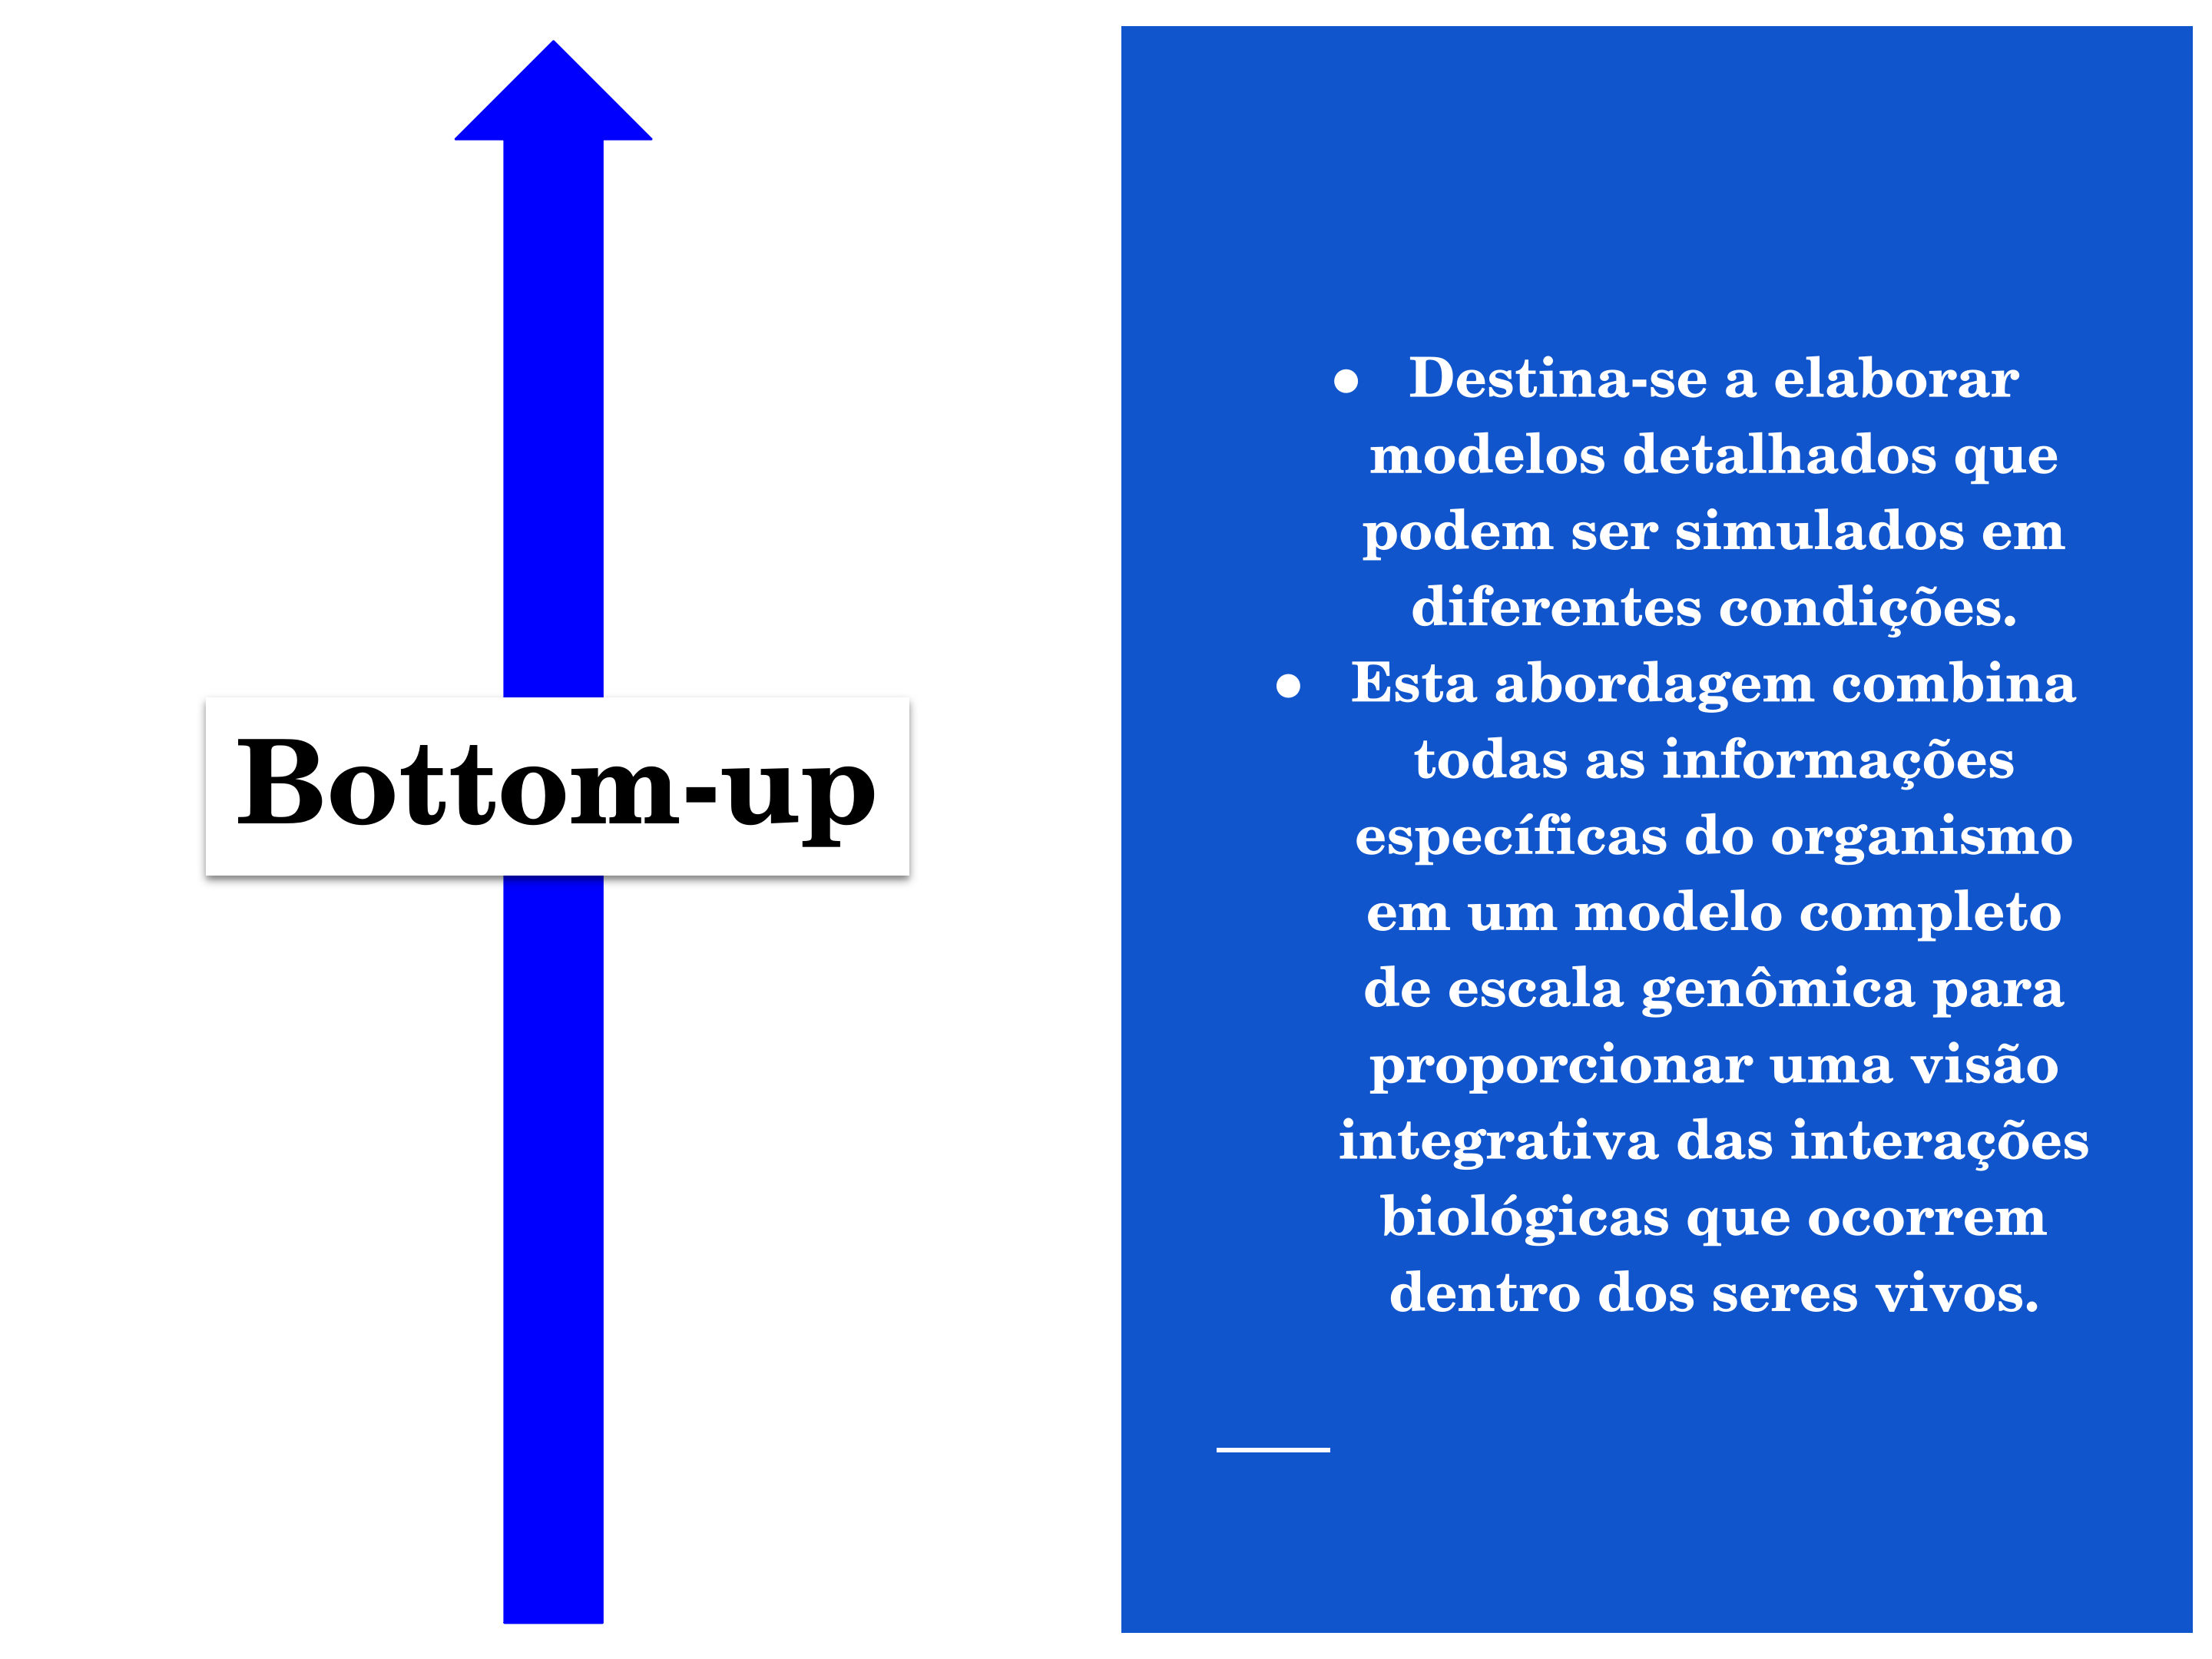 Bottom-up
● Destina-se a elaborar
modelos detalhados que
podem ser simulados em
diferentes condições.
● Esta abordagem combina
todas as informações
específicas do organismo
em um modelo completo
de escala genômica para
proporcionar uma visão
integrativa das interações
biológicas que ocorrem
dentro dos seres vivos.